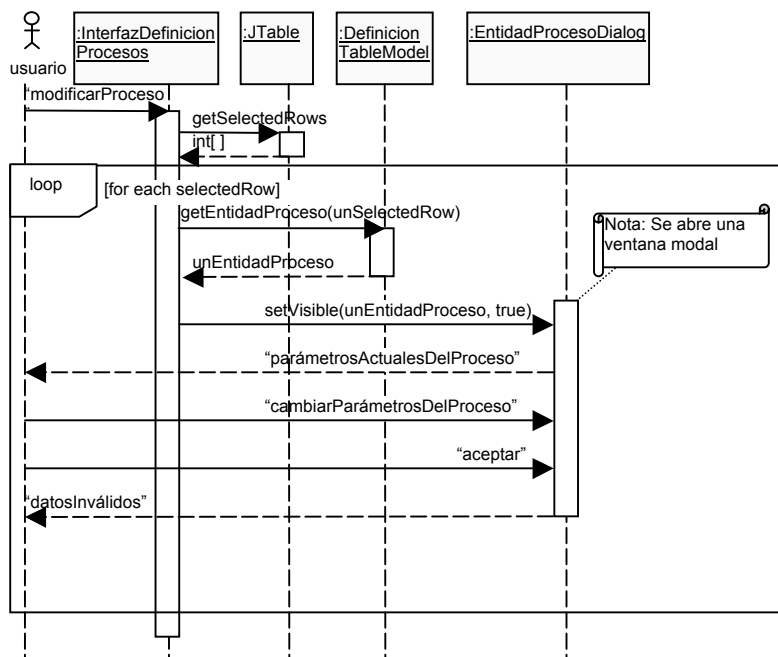 :InterfazDefinicion
Procesos
:JTable
:Definicion
TableModel
:EntidadProcesoDialog
usuario
“modificarProceso
getSelectedRows
int[ ]
loop
[for each selectedRow]
getEntidadProceso(unSelectedRow)
Nota: Se abre una
ventana modal
unEntidadProceso
setVisible(unEntidadProceso, true)
“parámetrosActualesDelProceso”
“cambiarParámetrosDelProceso”
“aceptar”
“datosInválidos”